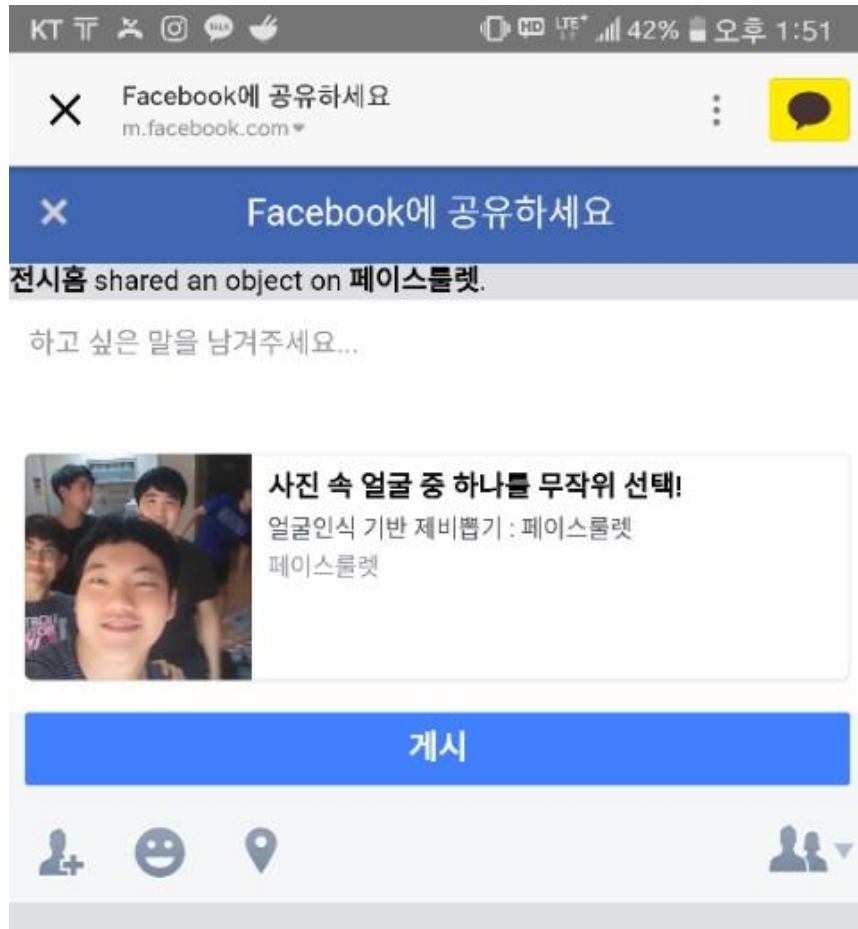 KT 42% 오후 1:51
Facebook에 공유하세요
m.facebook.com
Facebook에 공유하세요
전시홈 shared an object on 페이스룰렛.
하고 싶은 말을 남겨주세요...
사진 속 얼굴 중 하나를 무작위 선택!
얼굴인식 기반 제비뽑기 : 페이스룰렛
페이스룰렛
게시